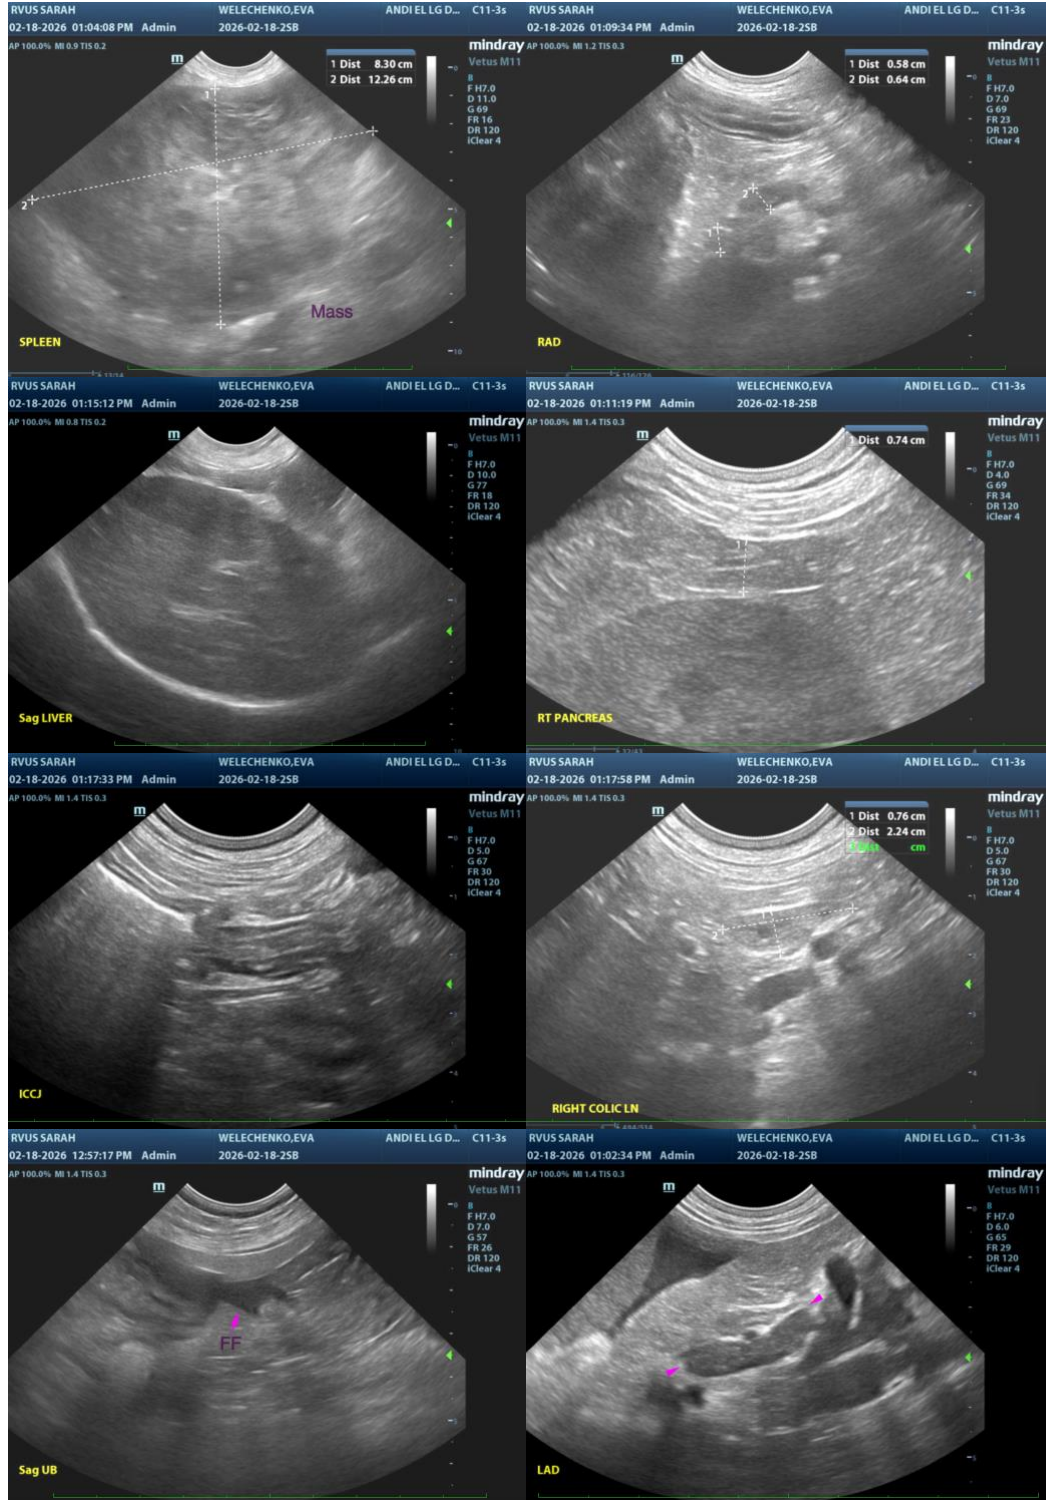 RVUS SARAH WELECHENKO,EVA ANDI EL LG D... C11-3s
02-18-2026 01:04:08 PM Admin 2026-02-18-2SB
AP 100.0% MI 0.9 TIS 0.2
mindray
m
Vetus M11
1 Dist 8.30 cm
2 Dist 12.26 cm
B
F H7.0
D 11.0
G 69
FR 16
DR 120
iClear 4
1
2
Mass
SPLEEN
10
RVUS SARAH WELECHENKO,EVA ANDI EL LG D... C11-3s
02-18-2026 01:09:34 PM Admin 2026-02-18-2SB
AP 100.0% MI 1.2 TIS 0.3
mindray
m
Vetus M11
1 Dist 0.58 cm
2 Dist 0.64 cm
B
F H7.0
D 7.0
G 69
FR 23
DR 120
iClear 4
2
1
RAD
RVUS SARAH WELECHENKO,EVA ANDI EL LG D... C11-3s
02-18-2026 01:15:12 PM Admin 2026-02-18-2SB
AP 100.0% MI 0.8 TIS 0.2
mindray
m
Vetus M11
B
F H7.0
D 10.0
G 77
FR 18
DR 120
iClear 4
Sag LIVER
RVUS SARAH WELECHENKO,EVA ANDI EL LG D... C11-3s
02-18-2026 01:11:19 PM Admin 2026-02-18-2SB
AP 100.0% MI 1.4 TIS 0.3
mindray
m
Vetus M11
1 Dist 0.74 cm
B
F H7.0
D 4.0
G 69
FR 34
DR 120
iClear 4
1
RT PANCREAS
RVUS SARAH WELECHENKO,EVA ANDI EL LG D... C11-3s
02-18-2026 01:17:33 PM Admin 2026-02-18-2SB
AP 100.0% MI 1.4 TIS 0.3
mindray
m
Vetus M11
B
F H7.0
D 5.0
G 67
FR 30
DR 120
iClear 4
ICCJ
RVUS SARAH WELECHENKO,EVA ANDI EL LG D... C11-3s
02-18-2026 01:17:58 PM Admin 2026-02-18-2SB
AP 100.0% MI 1.4 TIS 0.3
mindray
m
Vetus M11
1 Dist 0.76 cm
2 Dist 2.24 cm
cm
B
F H7.0
D 5.0
G 67
FR 30
DR 120
iClear 4
1
2
RIGHT COLIC LN
RVUS SARAH WELECHENKO,EVA ANDI EL LG D... C11-3s
02-18-2026 12:57:17 PM Admin 2026-02-18-2SB
AP 100.0% MI 1.4 TIS 0.3
mindray
m
Vetus M11
B
F H7.0
D 7.0
G 57
FR 26
DR 120
iClear 4
FF
Sag UB
RVUS SARAH WELECHENKO,EVA ANDI EL LG D... C11-3s
02-18-2026 01:02:34 PM Admin 2026-02-18-2SB
AP 100.0% MI 1.4 TIS 0.3
mindray
m
Vetus M11
B
F H7.0
D 6.0
G 65
FR 29
DR 120
iClear 4
LAD